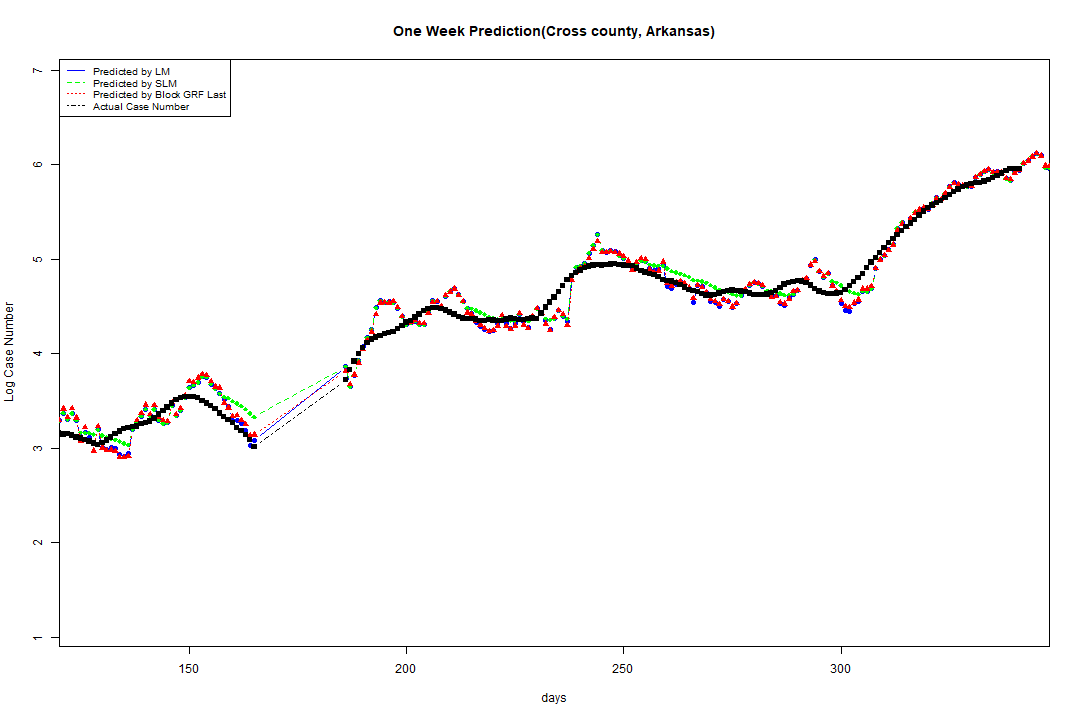 One Week Prediction(Cross county, Arkansas)
Predicted by LM
Predicted by SLM
Predicted by Block GRF Last
Actual Case Number
7
6
5
4
3
2
1
Log Case Number
150 200 250 300
days